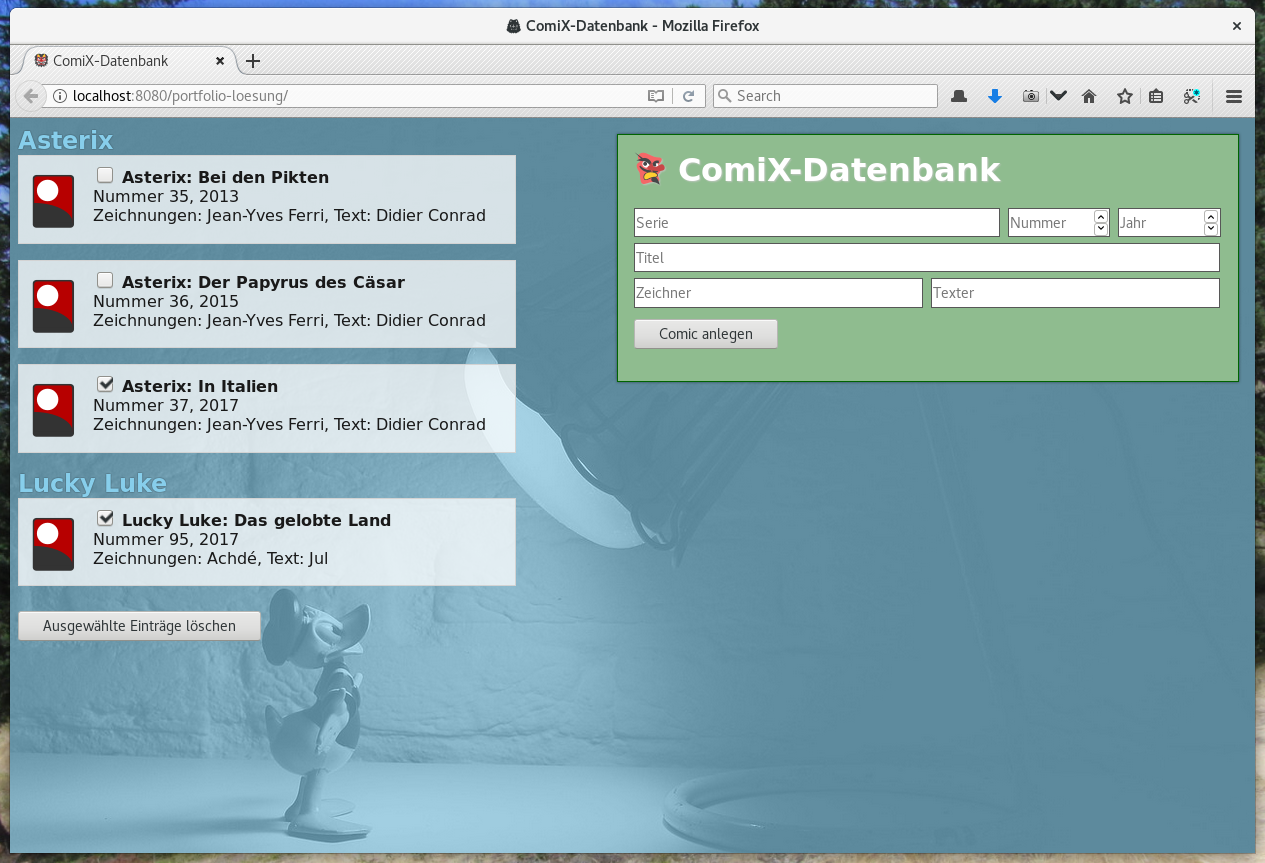 ComiX-Datenbank - Mozilla Firefox
ComiX-Datenbank
localhost:8080/portfolio-loesung/
Search
Asterix
Asterix: Bei den Pikten
Nummer 35, 2013
Zeichnungen: Jean-Yves Ferri, Text: Didier Conrad
Asterix: Der Papyrus des Cäsar
Nummer 36, 2015
Zeichnungen: Jean-Yves Ferri, Text: Didier Conrad
Asterix: In Italien
Nummer 37, 2017
Zeichnungen: Jean-Yves Ferri, Text: Didier Conrad
Lucky Luke
Lucky Luke: Das gelobte Land
Nummer 95, 2017
Zeichnungen: Achdé, Text: Jul
Ausgewählte Einträge löschen
ComiX-Datenbank
Serie Nummer Jahr
Titel
Zeichner Texter
Comic anlegen